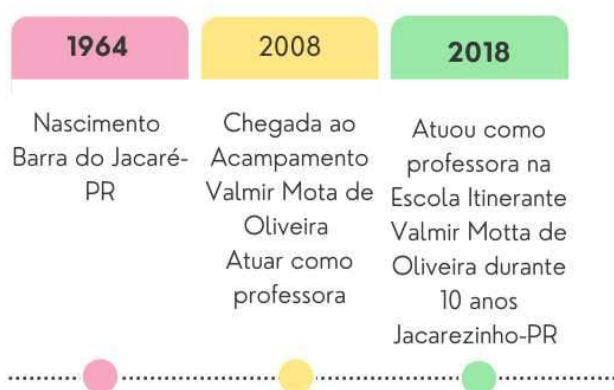 1964
Nascimento
Barra do Jacaré-
PR
2008
Chegada ao
Acampamento
Valmir Mota de
Oliveira
Atuar como
professora
2018
Atuou como
professora na
Escola Itinerante
Valmir Motta de
Oliveira durante
10 anos
Jacarezinho-PR